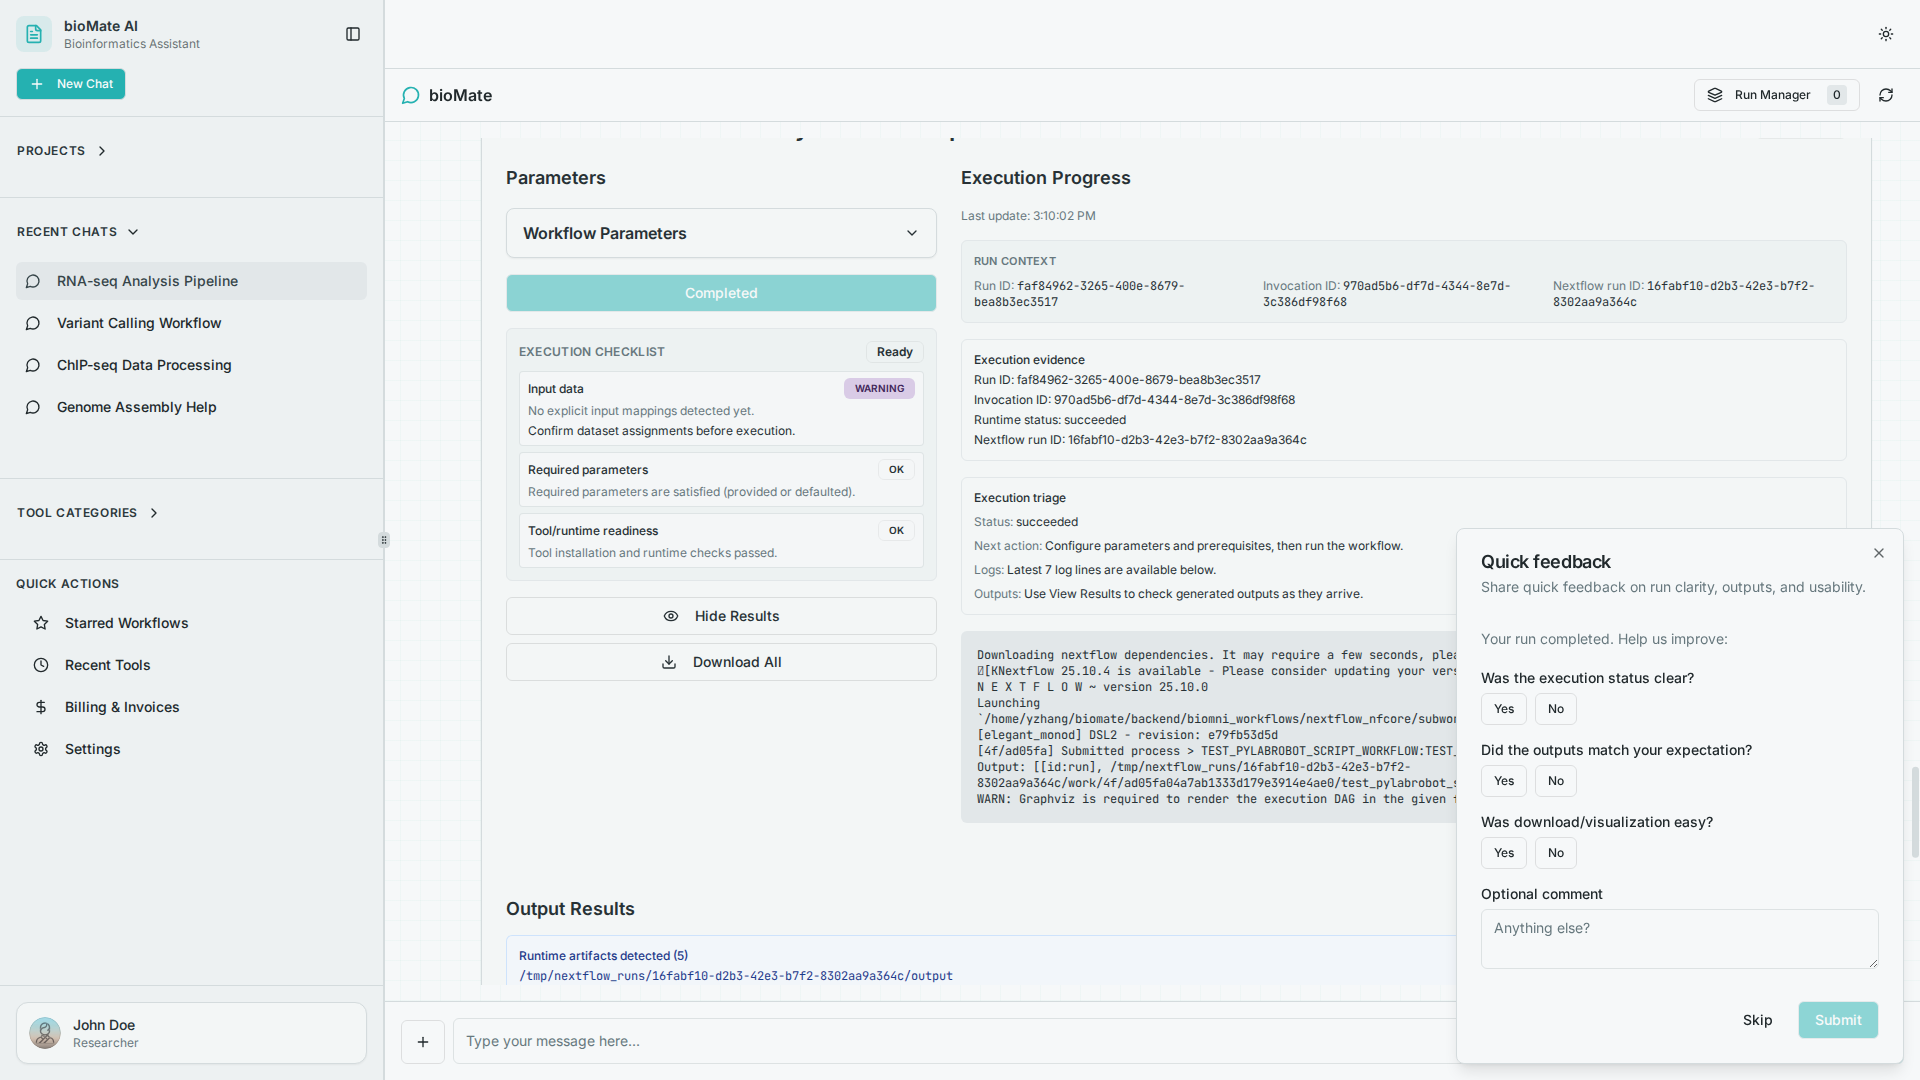 bioMate AI
Bioinformatics Assistant
New Chat
PROJECTS
RECENT CHATS
RNA-seq Analysis Pipeline
Variant Calling Workflow
ChIP-seq Data Processing
Genome Assembly Help
TOOL CATEGORIES
QUICK ACTIONS
Starred Workflows
Recent Tools
Billing & Invoices
Settings
John Doe
Researcher
bioMate
Run Manager 0
Parameters
Workflow Parameters
Completed
EXECUTION CHECKLIST Ready
Input data WARNING
No explicit input mappings detected yet.
Confirm dataset assignments before execution.
Required parameters OK
Required parameters are satisfied (provided or defaulted).
Tool/runtime readiness OK
Tool installation and runtime checks passed.
Hide Results
Download All
Execution Progress
Last update: 3:10:02 PM
RUN CONTEXT
Run ID: faf84962-3265-400e-8679-
bea8b3ec3517
Invocation ID: 970ad5b6-df7d-4344-8e7d-
3c386df98f68
Nextflow run ID: 16fabf10-d2b3-42e3-b7f2-
8302aa9a364c
Execution evidence
Run ID: faf84962-3265-400e-8679-bea8b3ec3517
Invocation ID: 970ad5b6-df7d-4344-8e7d-3c386df98f68
Runtime status: succeeded
Nextflow run ID: 16fabf10-d2b3-42e3-b7f2-8302aa9a364c
Execution triage
Status: succeeded
Next action: Configure parameters and prerequisites, then run the workflow.
Logs: Latest 7 log lines are available below.
Outputs: Use View Results to check generated outputs as they arrive.
Downloading nextflow dependencies. It may require a few seconds,
[KNextflow 25.10.4 is available - Please consider updating your
N E X T F L O W ~ version 25.10.0
Launching
`/home/yzhang/biomate/backend/biomni_workflows/nextflow_nfcore/subwor
[elegant_monod] DSL2 - revision: e79fb53d5d
[4f/ad05fa] Submitted process > TEST_PYLABROBOT_SCRIPT_WORKFLOW:TEST_
Output: [[id:run], /tmp/nextflow_runs/16fabf10-d2b3-42e3-b7f2-
8302aa9a364c/work/4f/ad05fa04a7ab1333d179e3914e4ae0/test_pylabrobot_s
WARN: Graphviz is required to render the execution DAG in the given
Output Results
Runtime artifacts detected (5)
/tmp/nextflow_runs/16fabf10-d2b3-42e3-b7f2-8302aa9a364c/output
Type your message here...
Quick feedback
Share quick feedback on run clarity, outputs, and usability.
Your run completed. Help us improve:
Was the execution status clear?
Yes No
Did the outputs match your expectation?
Yes No
Was download/visualization easy?
Yes No
Optional comment
Anything else?
Skip Submit